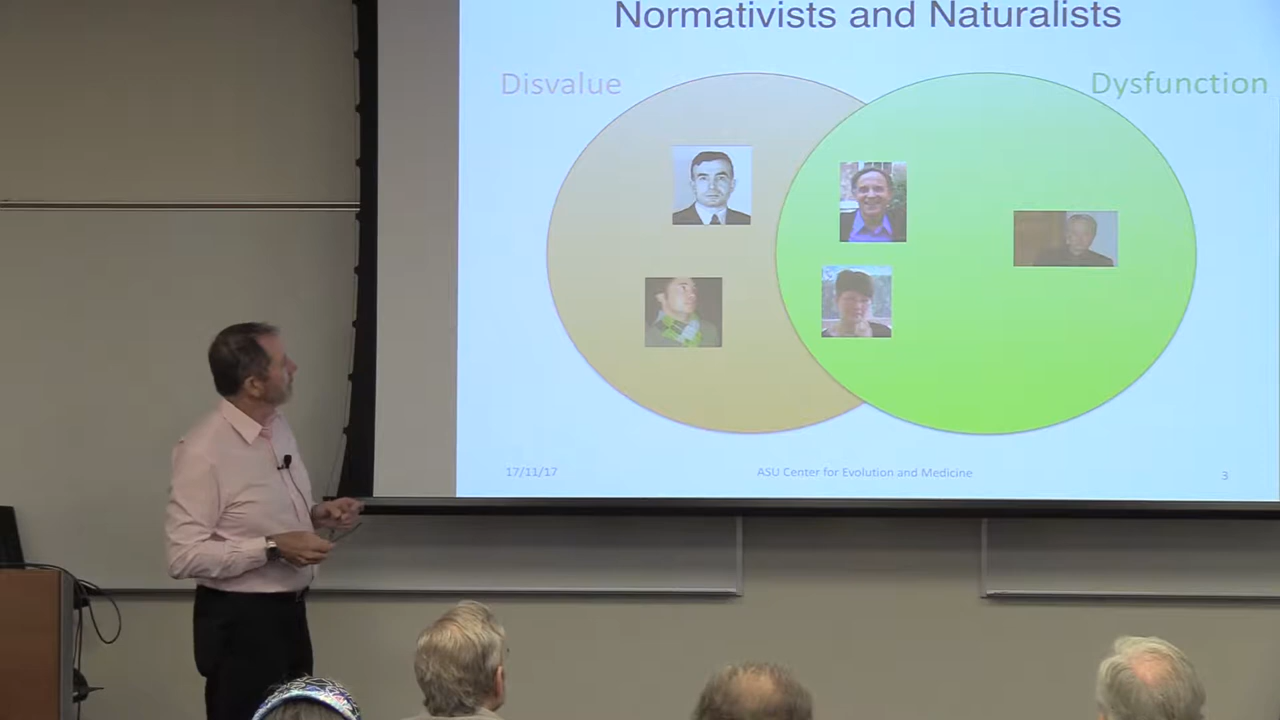 Normativists and Naturalists
Disvalue
Dysfunction
17/11/17
ASU Center for Evolution and Medicine
3